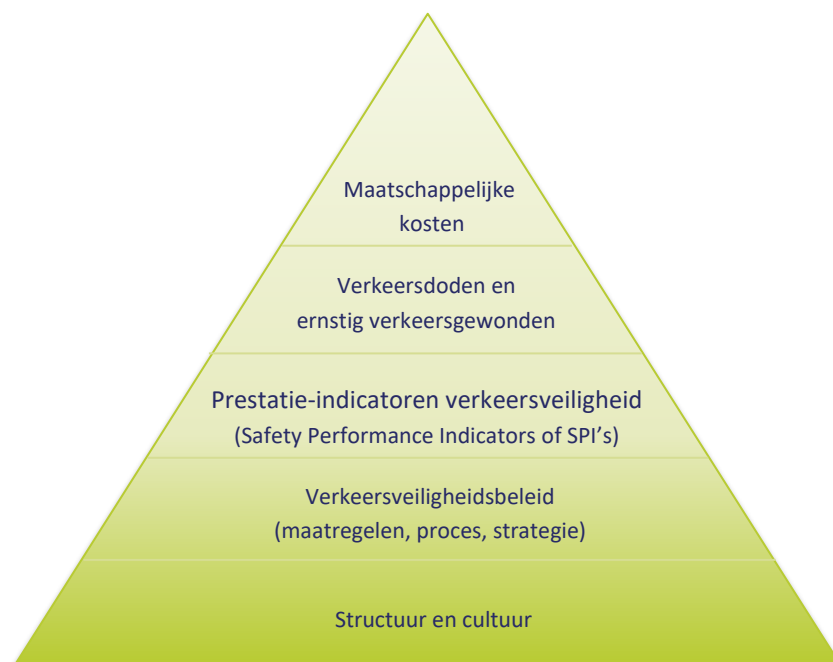 Maatschappelijke
kosten
Verkeersdoden en
ernstig verkeersgewonden
Prestatie-indicatoren verkeersveiligheid
(Safety Performance Indicators of SPI's)
Verkeersveiligheidsbeleid
(maatregelen, proces, strategie)
Structuur en cultuur